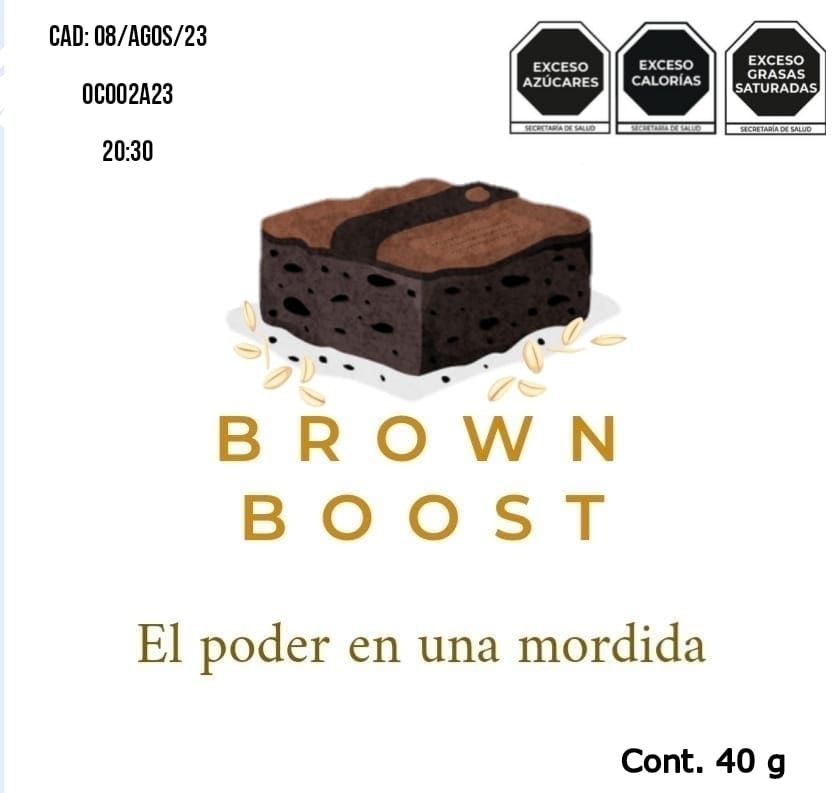 CAD: 08/AGOS/23
0C002A23
20:30
EXCESO
AZÚCARES
SECRETARÍA DE SALUD
EXCESO
CALORÍAS
SECRETARÍA DE SALUD
EXCESO
GRASAS
SATURADAS
SECRETARÍA DE SALUD
BROWN
BOOST
El poder en una mordida
Cont. 40 g